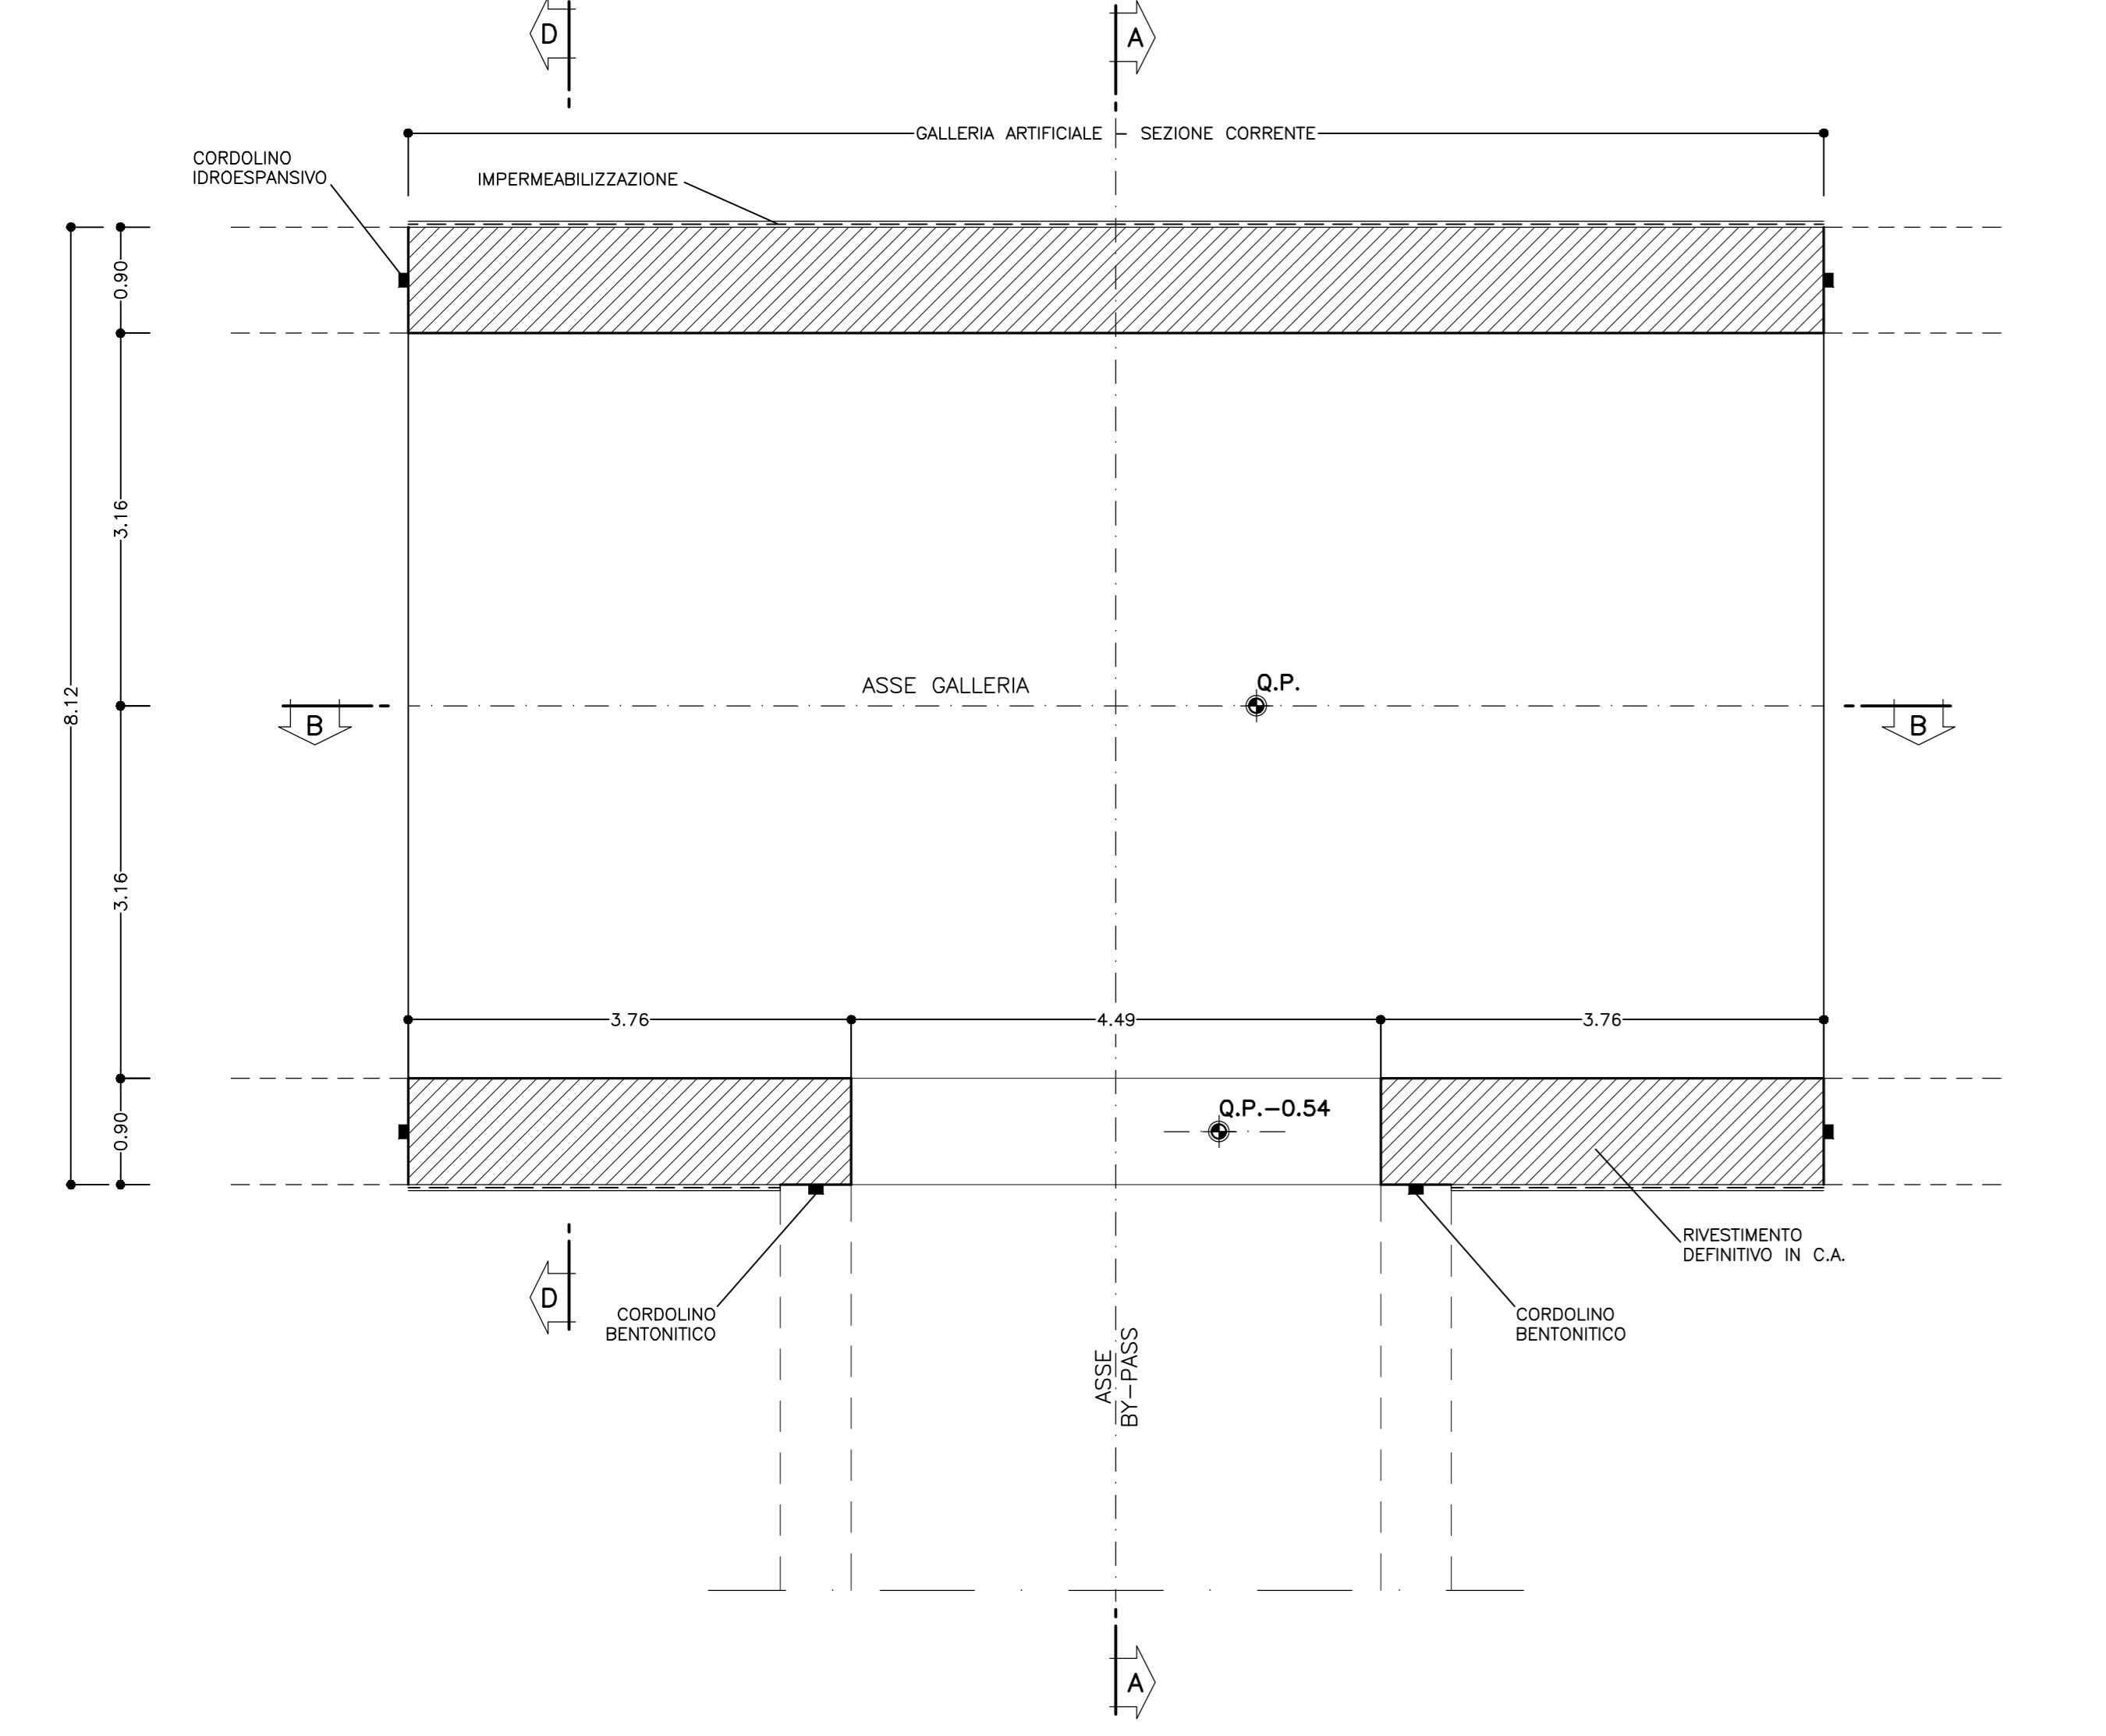 D
A
GALLERIA ARTIFICIALE - SEZIONE CORRENTE
CORDOLINO
IDROESPANSIVO
IMPERMEABILIZZAZIONE
0.90
3.16
8.12
ASSE GALLERIA
Q.P.
B
B
3.16
3.76
4.49
3.76
0.90
Q.P.-0.54
RIVESTIMENTO
DEFINITIVO IN C.A.
D
CORDOLINO
BENTONITICO
CORDOLINO
BENTONITICO
ASSE
BY-PASS
A